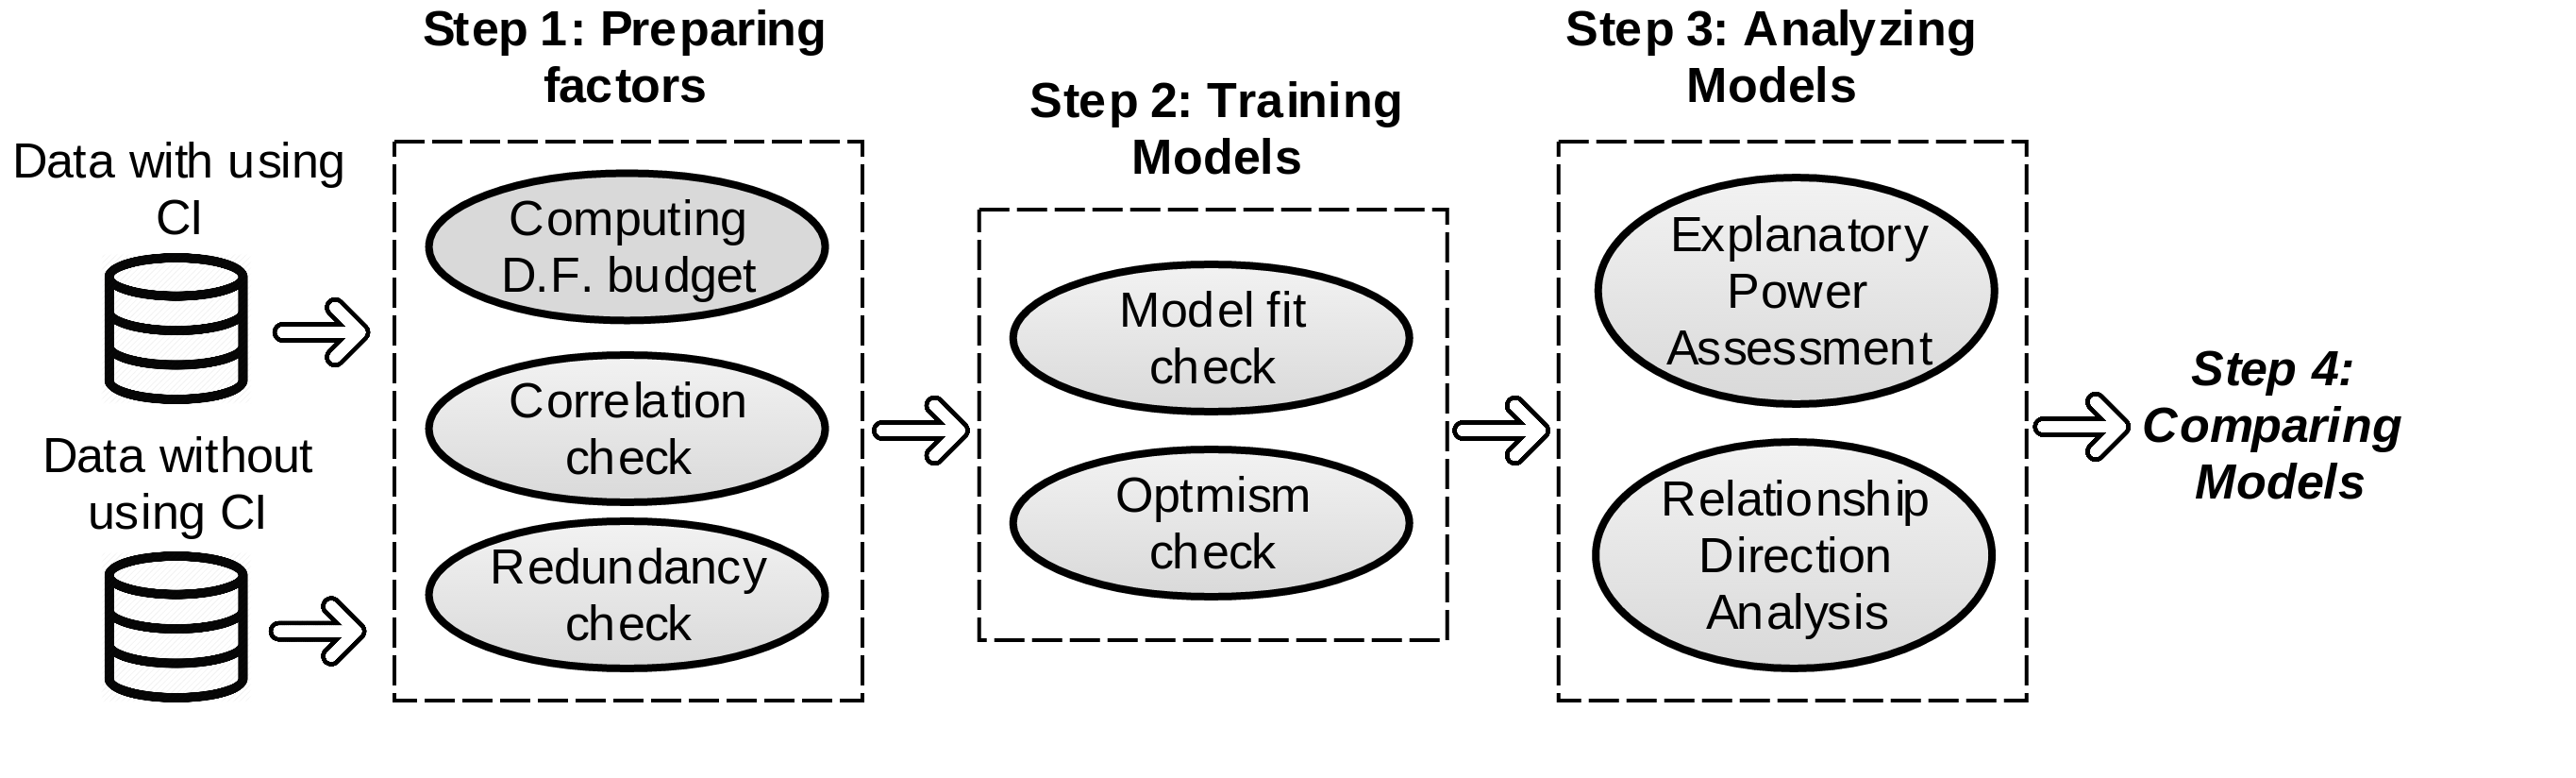 Data with using
CI
Data without
using CI
Step 1: Preparing
factors
Computing
D.F. budget
Correlation
check
Redundancy
check
Step 2: Training
Models
Model fit
check
Optmism
check
Step 3: Analyzing
Models
Explanatory
Power
Assessment
Relationship
Direction
Analysis
Step 4:
Comparing
Models